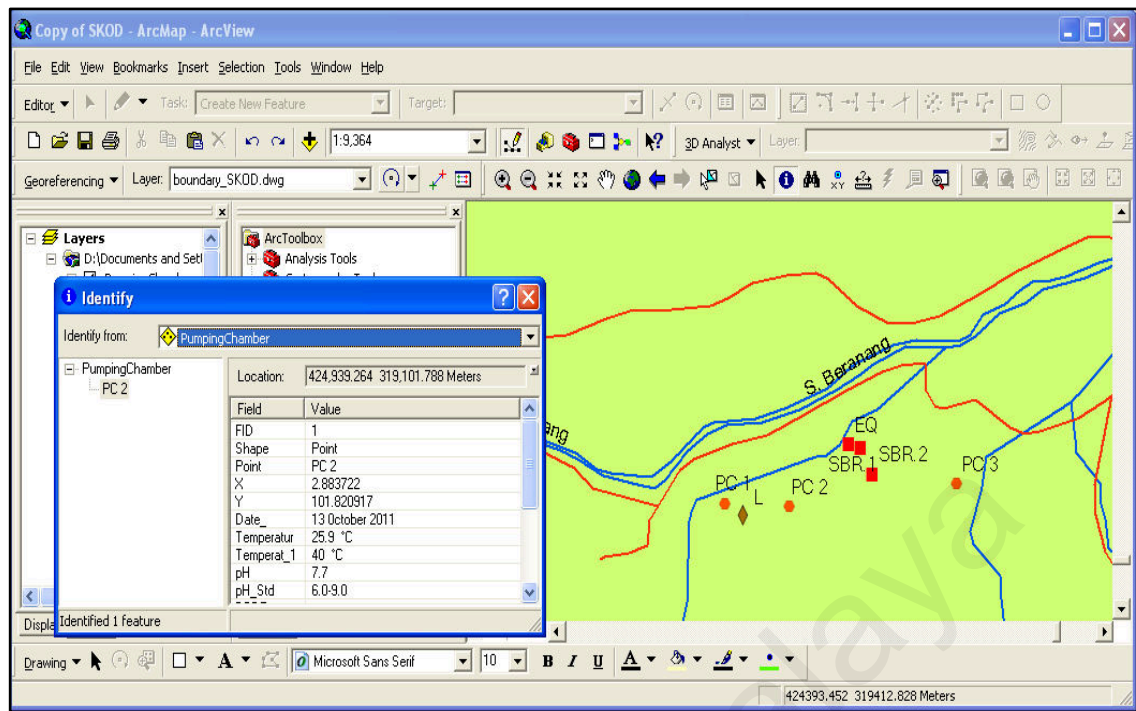 Copy of SKOD - ArcMap - ArcView
File Edit View Bookmarks Insert Selection Tools Window Help
Editor Task: Create New Feature Target:
1:9,364 3D Analyst Layer:
Georeferencing Layer: boundary_SKOD.dwg
Layers
D:\Documents and Sett
ArcToolbox
Analysis Tools
Identify
Identify from: PumpingChamber
PumpingChamber
PC 2
Location: 424,939.264 319,101.788 Meters
Field Value
FID 1
Shape Point
Point PC 2
X 2.883722
Y 101.820917
Date_ 13 October 2011
Temperatur 25.9 °C
Temperat_1 40 °C
pH 7.7
pH_Std 6.0-9.0
Identified 1 feature
Displa
S. Beranang
ang
EQ
SBR.1
SBR.2
PC 1
L
PC 2
PC 3
Drawing A Microsoft Sans Serif 10 B I U A
424393.452 319412.828 Meters
alaya